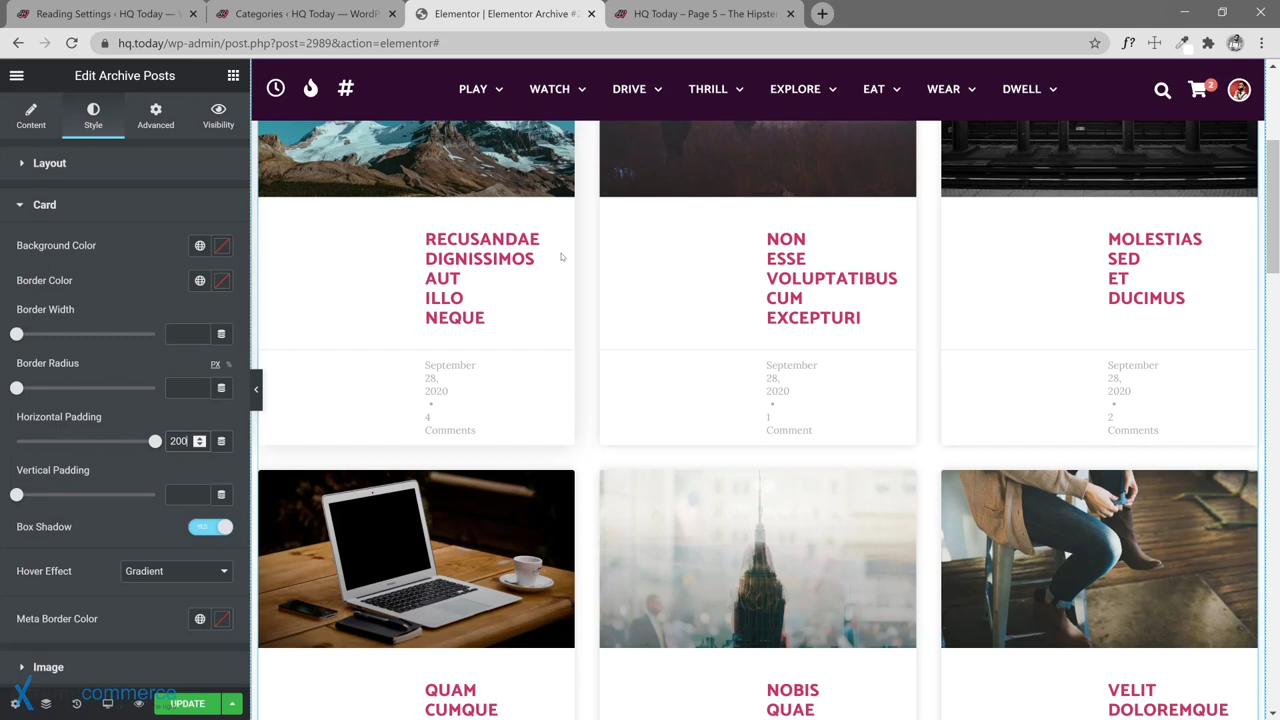 Reading Settings ‹ HQ Today — W
Categories ‹ HQ Today — WordP
Elementor | Elementor Archive #2
HQ Today – Page 5 – The Hipster
hq.today/wp-admin/post.php?post=2989&action=elementor#
f?
Edit Archive Posts
PLAY
WATCH
DRIVE
THRILL
EXPLORE
EAT
WEAR
DWELL
2
Content
Style
Advanced
Visibility
Layout
Card
Background Color
Border Color
Border Width
Border Radius
PX %
Horizontal Padding
200
Vertical Padding
Box Shadow
YES
Hover Effect
Gradient
Meta Border Color
Image
commerce
UPDATE
RECUSANDAE
DIGNISSIMOS
AUT
ILLO
NEQUE
September
28,
2020
•
4
Comments
NON
ESSE
VOLUPTATIBUS
CUM
EXCEPTURI
September
28,
2020
•
1
Comment
MOLESTIAS
SED
ET
DUCIMUS
September
28,
2020
•
2
Comments
QUAM
CUMQUE
NOBIS
QUAE
VELIT
DOLOREMQUE